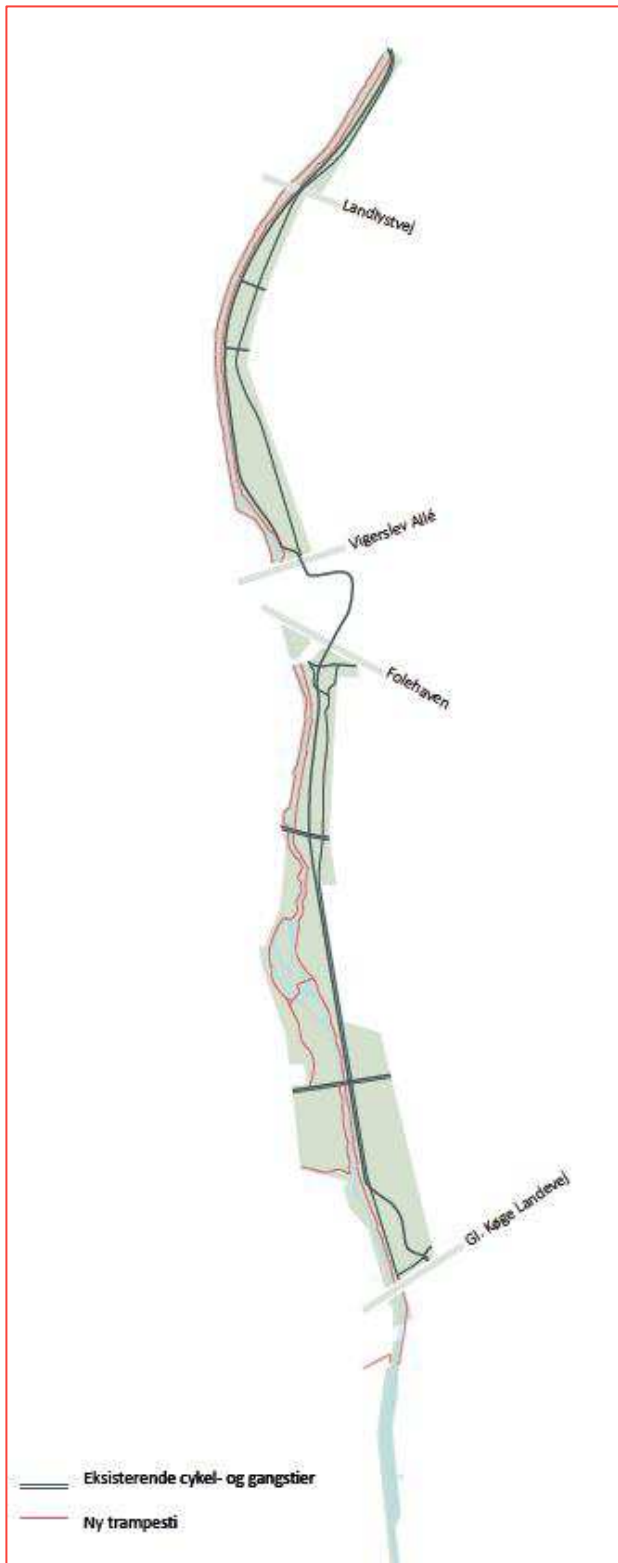 Landlystvej
Vigerslev Allé
Folehaven
Gl. Køge Landevej
Eksisterende cykel- og gangstier
Ny trampesti